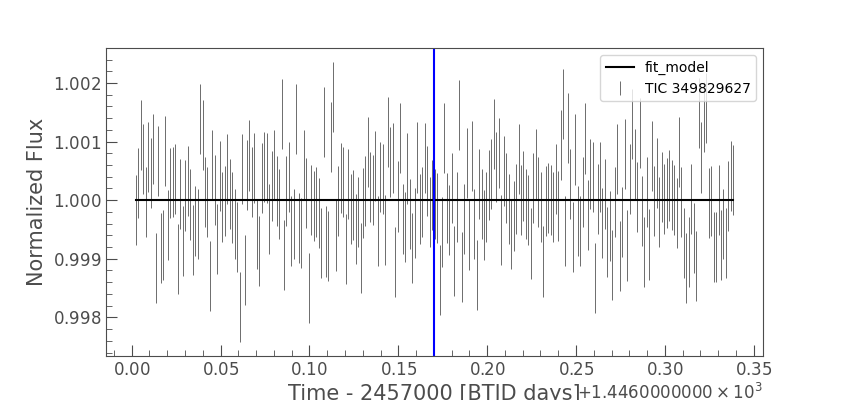 fit_model
TIC 349829627
1.002
1.001
1.000
0.999
0.998
Normalized Flux
0.00 0.05 0.10 0.15 0.20 0.25 0.30 0.35
Time - 2457000 [BTJD days]
+1.4460000000 × 10³